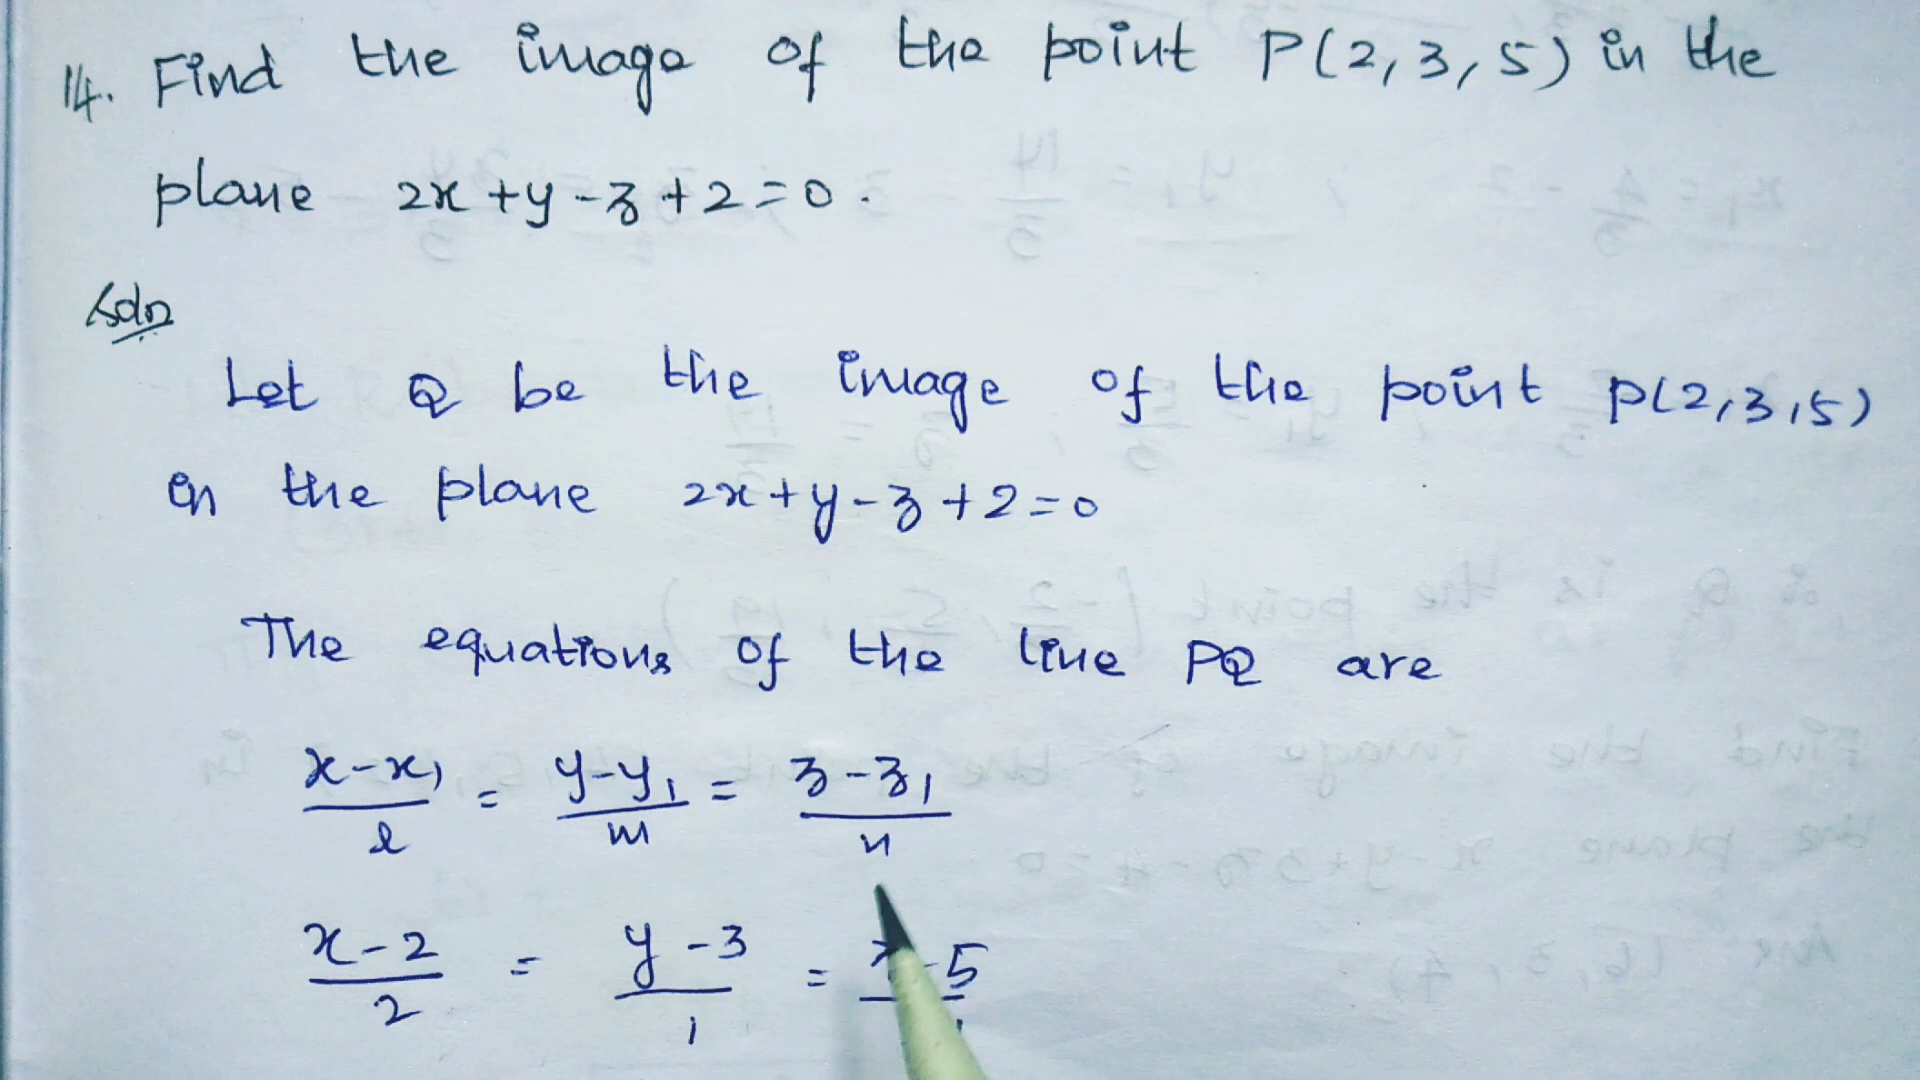 14. Find the image of the point P(2,3,5) in the
plane 2x+y-z+2=0.
Soln
Let Q be the image of the point P(2,3,5)
in the plane 2x+y-z+2=0
The equations of the line PQ are
x-x₁/l = y-y₁/m = z-z₁/n
x-2/2 = y-3/1 = -5